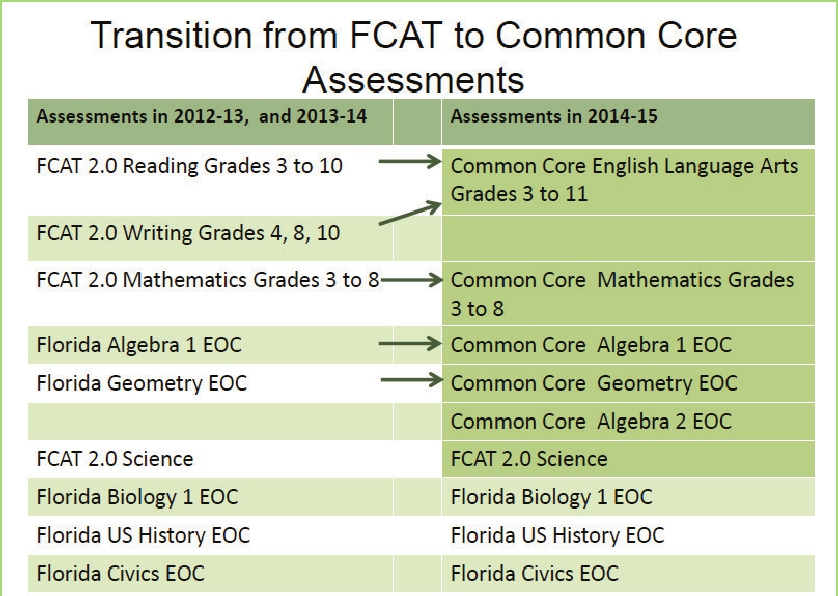 Transition from FCAT to Common Core
Assessments
Assessments in 2012-13, and 2013-14
Assessments in 2014-15
FCAT 2.0 Reading Grades 3 to 10
Common Core English Language Arts
Grades 3 to 11
FCAT 2.0 Writing Grades 4, 8, 10
FCAT 2.0 Mathematics Grades 3 to 8
Common Core Mathematics Grades
3 to 8
Florida Algebra 1 EOC
Common Core Algebra 1 EOC
Florida Geometry EOC
Common Core Geometry EOC
Common Core Algebra 2 EOC
FCAT 2.0 Science
FCAT 2.0 Science
Florida Biology 1 EOC
Florida Biology 1 EOC
Florida US History EOC
Florida US History EOC
Florida Civics EOC
Florida Civics EOC